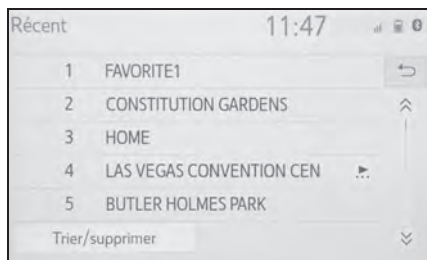 Récent 11:47
1 FAVORITE1
2 CONSTITUTION GARDENS
3 HOME
4 LAS VEGAS CONVENTION CEN
5 BUTLER HOLMES PARK
Trier/supprimer